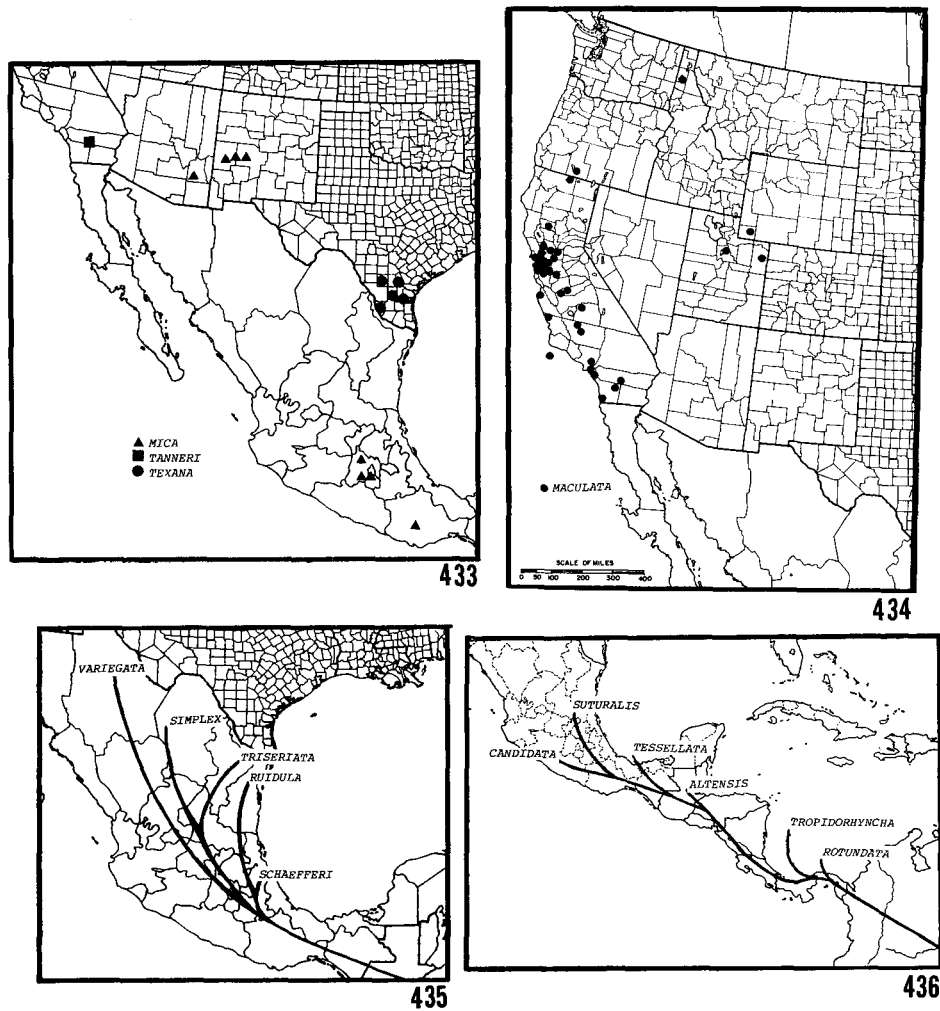 MICA
TANNERI
TEXANA
433
MACULATA
SCALE OF MILES
0 50 100 200 300 400
434
VARIEGATA
SIMPLEX
TRISERIATA
RUIDULA
SCHAEFFERI
435
SUTURALIS
CANDIDATA
TESSELLATA
ALTENSIS
TROPIDORHYNCHA
ROTUNDATA
436